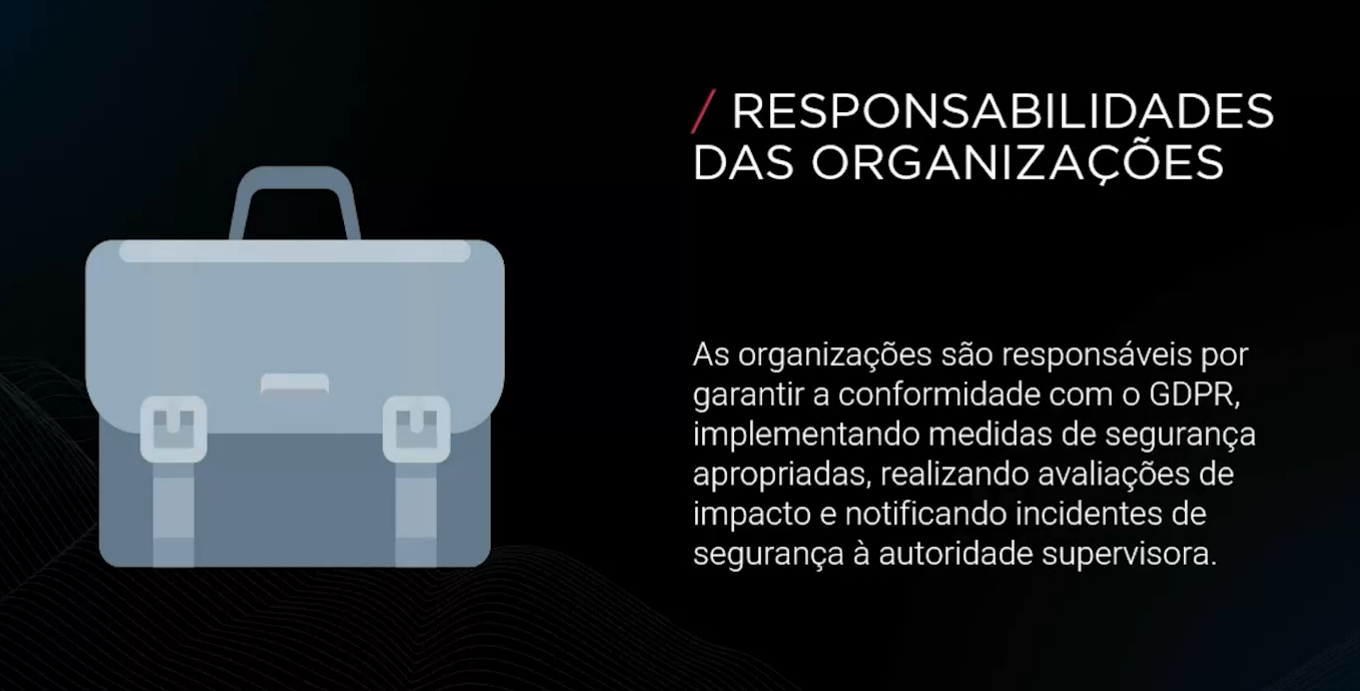 / RESPONSABILIDADES
DAS ORGANIZAÇÕES
As organizações são responsáveis por
garantir a conformidade com o GDPR,
implementando medidas de segurança
apropriadas, realizando avaliações de
impacto e notificando incidentes de
segurança à autoridade supervisora.